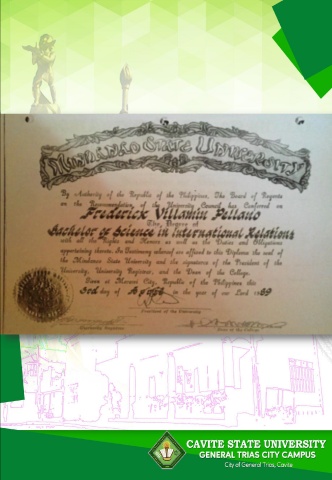 MINDANAO STATE UNIVERSITY
By Authority of the Republic of the Philippines, The Board of Regents
on the Recommendation of the University Council has Conferred on
Frederick Villamin Pellano
The Degree of
Bachelor of Science in International Relations
with all the Rights and Honors as well as the Duties and Obligations
appertaining thereto. In Testimony whereof are affixed to this Diploma the seal of
the Mindanao State University and the signatures of the President of the
University, University Registrar, and the Dean of the College.
Given in Marawi City, Republic of the Philippines this
3rd day of April in the year of our Lord 1989
President of the University
University Registrar
Dean of the College
CAVITE STATE UNIVERSITY
GENERAL TRIAS CITY CAMPUS
City of General Trias, Cavite